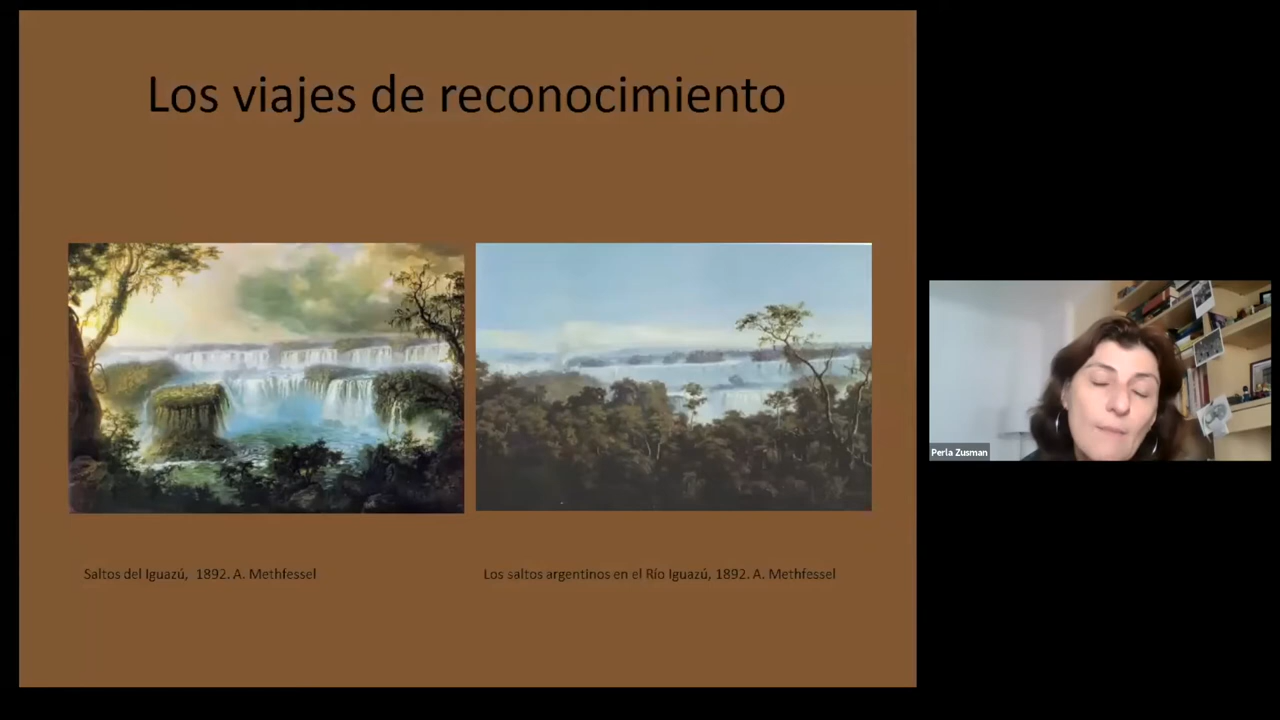 Los viajes de reconocimiento
Saltos del Iguazú, 1892. A. Methfessel
Los saltos argentinos en el Río Iguazú, 1892. A. Methfessel
Perla Zusman